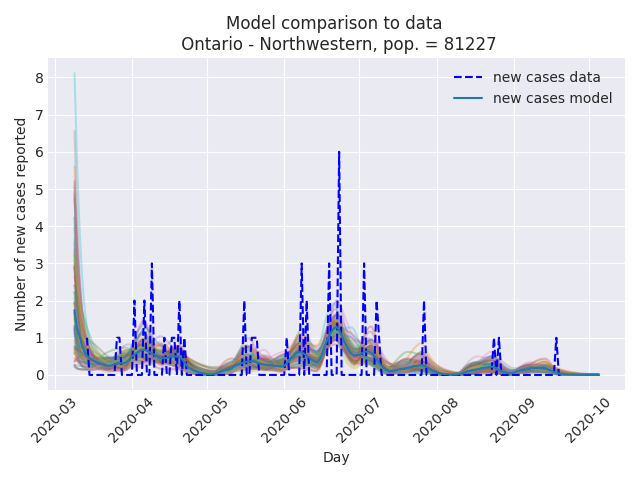 Model comparison to data
Ontario - Northwestern, pop. = 81227
new cases data
new cases model
Number of new cases reported
8
7
6
5
4
3
2
1
0
2020-03
2020-04
2020-05
2020-06
2020-07
2020-08
2020-09
2020-10
Day